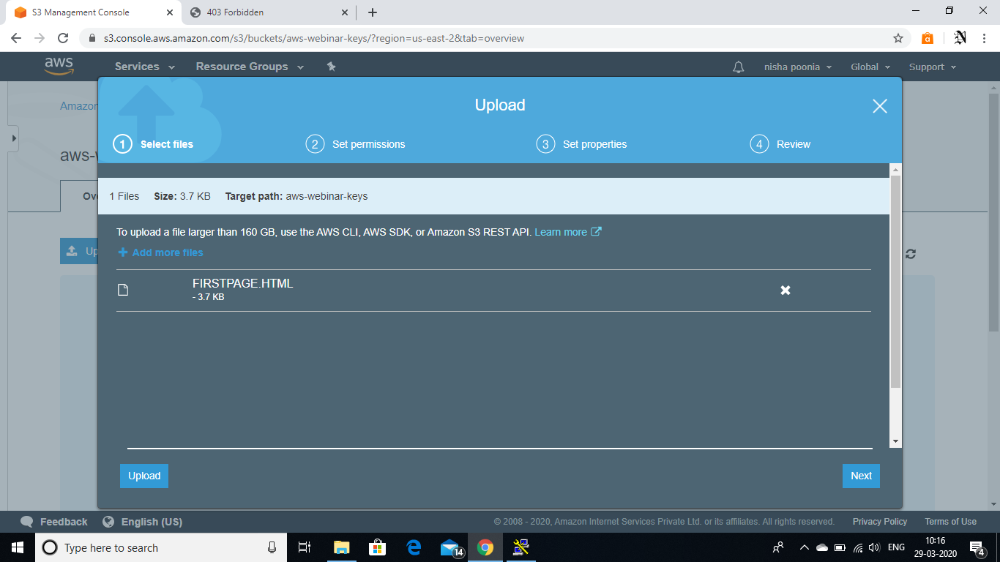 S3 Management Console
403 Forbidden
s3.console.aws.amazon.com/s3/buckets/aws-webinar-keys/?region=us-east-2&tab=overview
aws
Services
Resource Groups
nisha poonia
Global
Support
Amazon
Upload
1 Select files
2 Set permissions
3 Set properties
4 Review
aws-w
Ove
1 Files Size: 3.7 KB Target path: aws-webinar-keys
To upload a file larger than 160 GB, use the AWS CLI, AWS SDK, or Amazon S3 REST API. Learn more
Up
Add more files
FIRSTPAGE.HTML
- 3.7 KB
Upload
Next
Feedback
English (US)
© 2008 - 2020, Amazon Internet Services Private Ltd. or its affiliates. All rights reserved.
Privacy Policy
Terms of Use
Type here to search
14
ENG
10:16
29-03-2020
4